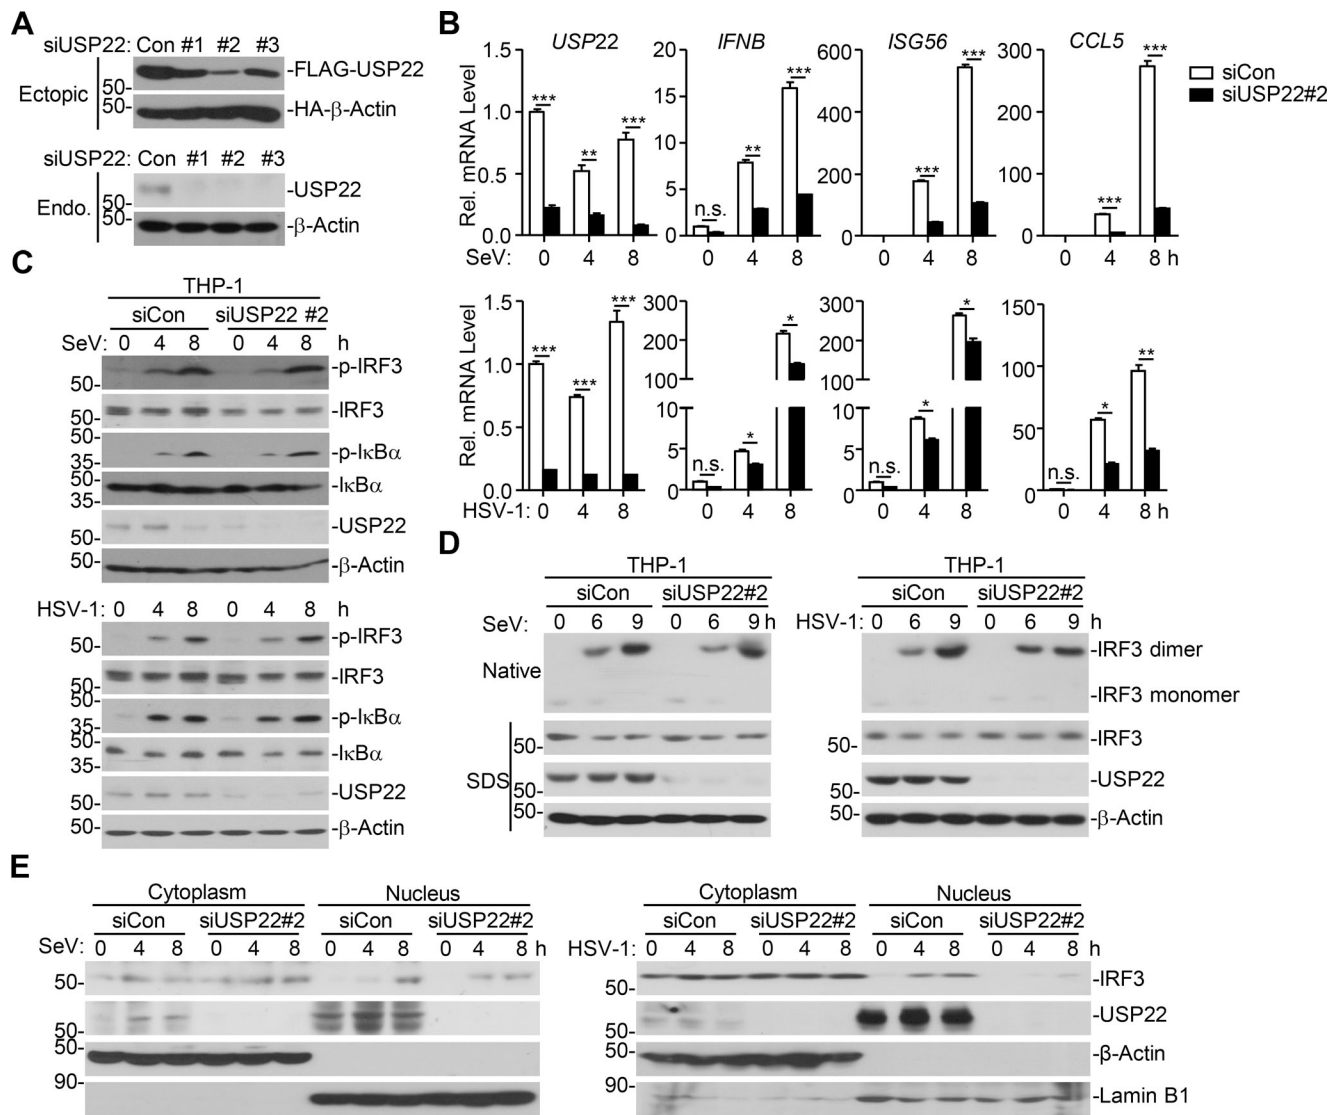 A
siUSP22: Con #1 #2 #3
Ectopic
50-
-FLAG-USP22
50-
-HA-β-Actin
siUSP22: Con #1 #2 #3
Endo.
50-
-USP22
50-
-β-Actin
B
USP22 IFNB ISG56 CCL5
siCon
siUSP22#2
Rel. mRNA Level
1.5 1.0 0.5 0.0
*** ** ***
20 15 10 5 0
n.s. ** ***
600 400 200 0
*** ***
300 200 100 0
*** ***
SeV: 0 4 8 0 4 8 0 4 8 0 4 8 h
Rel. mRNA Level
1.5 1.0 0.5 0.0
*** *** ***
300 200 100 10 5 0
n.s. * *
300 200 100 10 5 0
n.s. * *
150 100 50 0
n.s. * **
HSV-1: 0 4 8 0 4 8 0 4 8 0 4 8 h
C
THP-1
siCon siUSP22 #2
SeV: 0 4 8 0 4 8 h
50-
-p-IRF3
50-
-IRF3
50-
35-
-p-IκBα
50-
35-
-IκBα
50-
-USP22
50-
-β-Actin
HSV-1: 0 4 8 0 4 8 h
50-
-p-IRF3
50-
-IRF3
50-
35-
-p-IκBα
50-
35-
-IκBα
50-
-USP22
50-
-β-Actin
D
THP-1
siCon siUSP22#2
SeV: 0 6 9 0 6 9 h
Native
SDS
50-
50-
50-
THP-1
siCon siUSP22#2
HSV-1: 0 6 9 0 6 9 h
-IRF3 dimer
-IRF3 monomer
50-
-IRF3
50-
-USP22
50-
-β-Actin
E
Cytoplasm Nucleus
siCon siUSP22#2 siCon siUSP22#2
SeV: 0 4 8 0 4 8 0 4 8 0 4 8 h
50-
50-
50-
90-
Cytoplasm Nucleus
siCon siUSP22#2 siCon siUSP22#2
HSV-1: 0 4 8 0 4 8 0 4 8 0 4 8 h
50-
-IRF3
50-
-USP22
50-
-β-Actin
90-
-Lamin B1